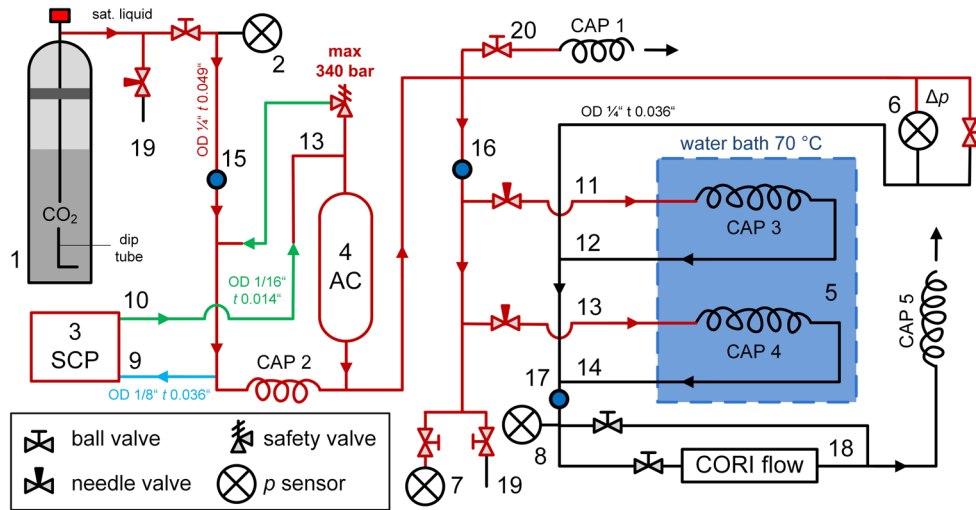 sat. liquid
2
19
max
340 bar
OD ¼“ t 0.049“
15
13
CO₂
dip
tube
1
4
AC
OD 1/16“
t 0.014“
10
3
SCP
9
OD 1/8“ t 0.036“
CAP 2
20
CAP 1
16
OD ¼“ t 0.036“
6
Δp
water bath 70 °C
11
CAP 3
12
5
13
CAP 4
14
17
CAP 5
8
18
CORI flow
7
19
ball valve
safety valve
needle valve
p sensor